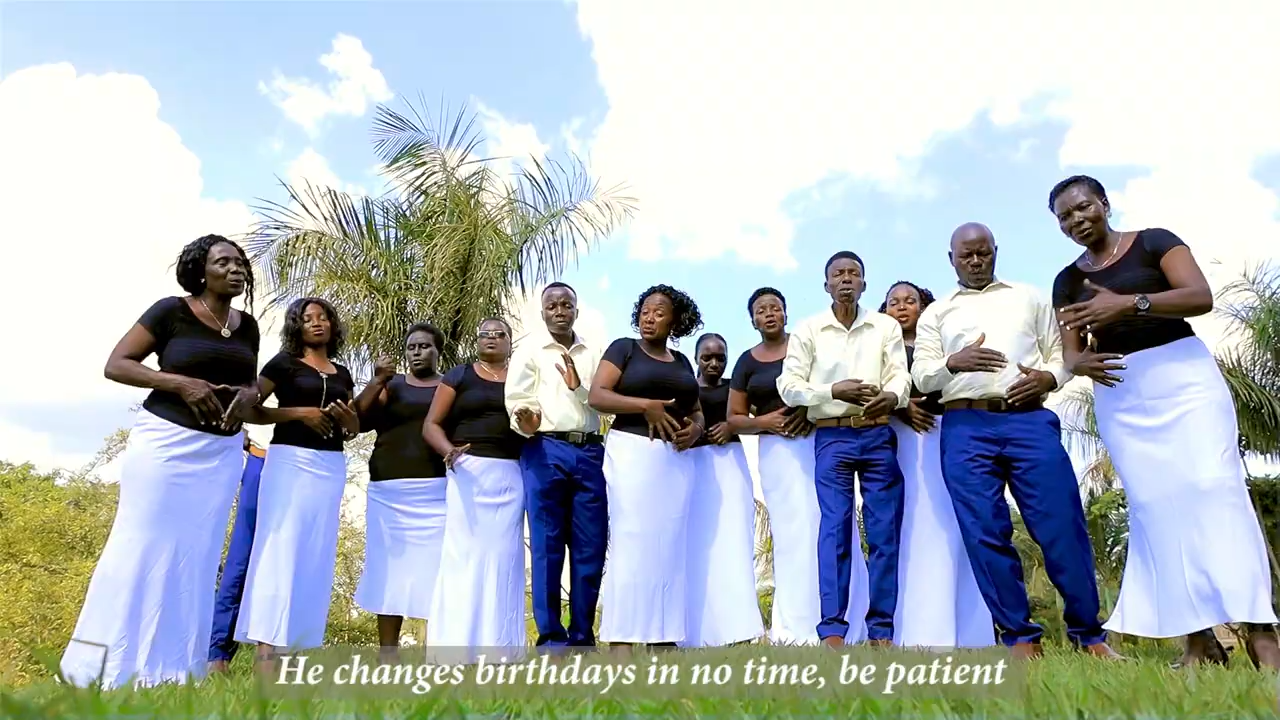 He changes birthdays in no time, be patient